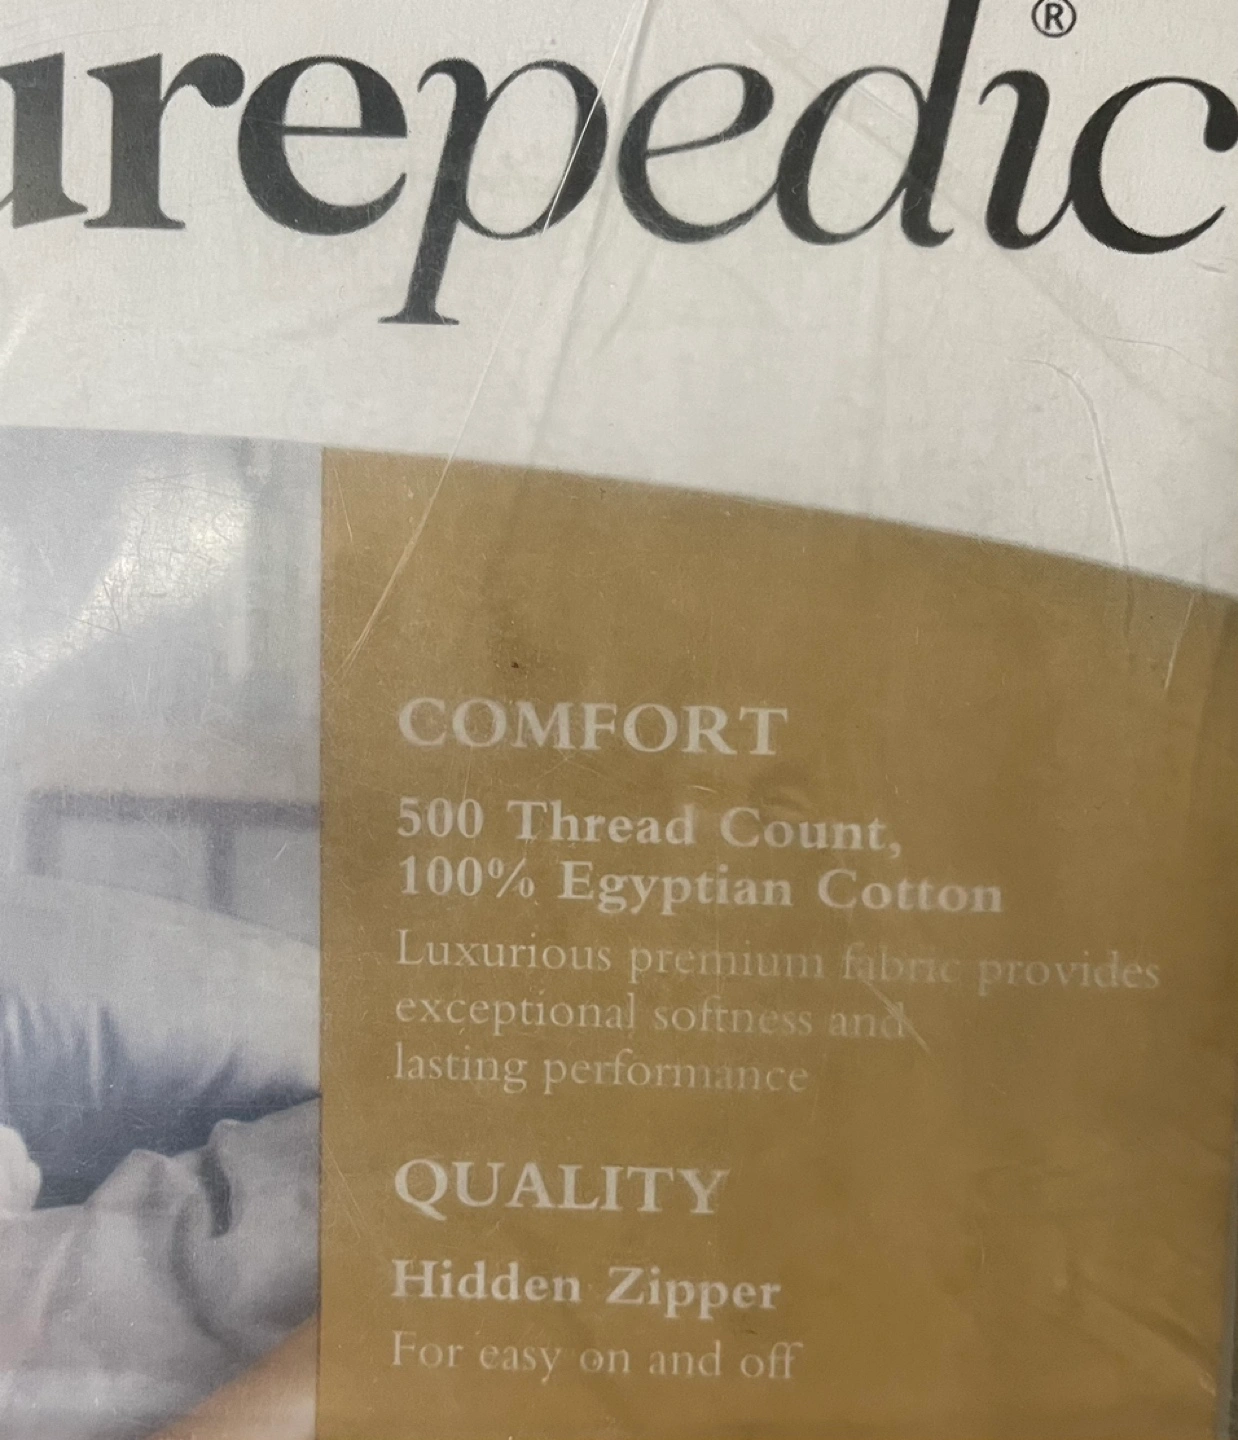 urepedic®
COMFORT
500 Thread Count,
100% Egyptian Cotton
Luxurious premium fabric provides
exceptional softness and
lasting performance
QUALITY
Hidden Zipper
For easy on and off